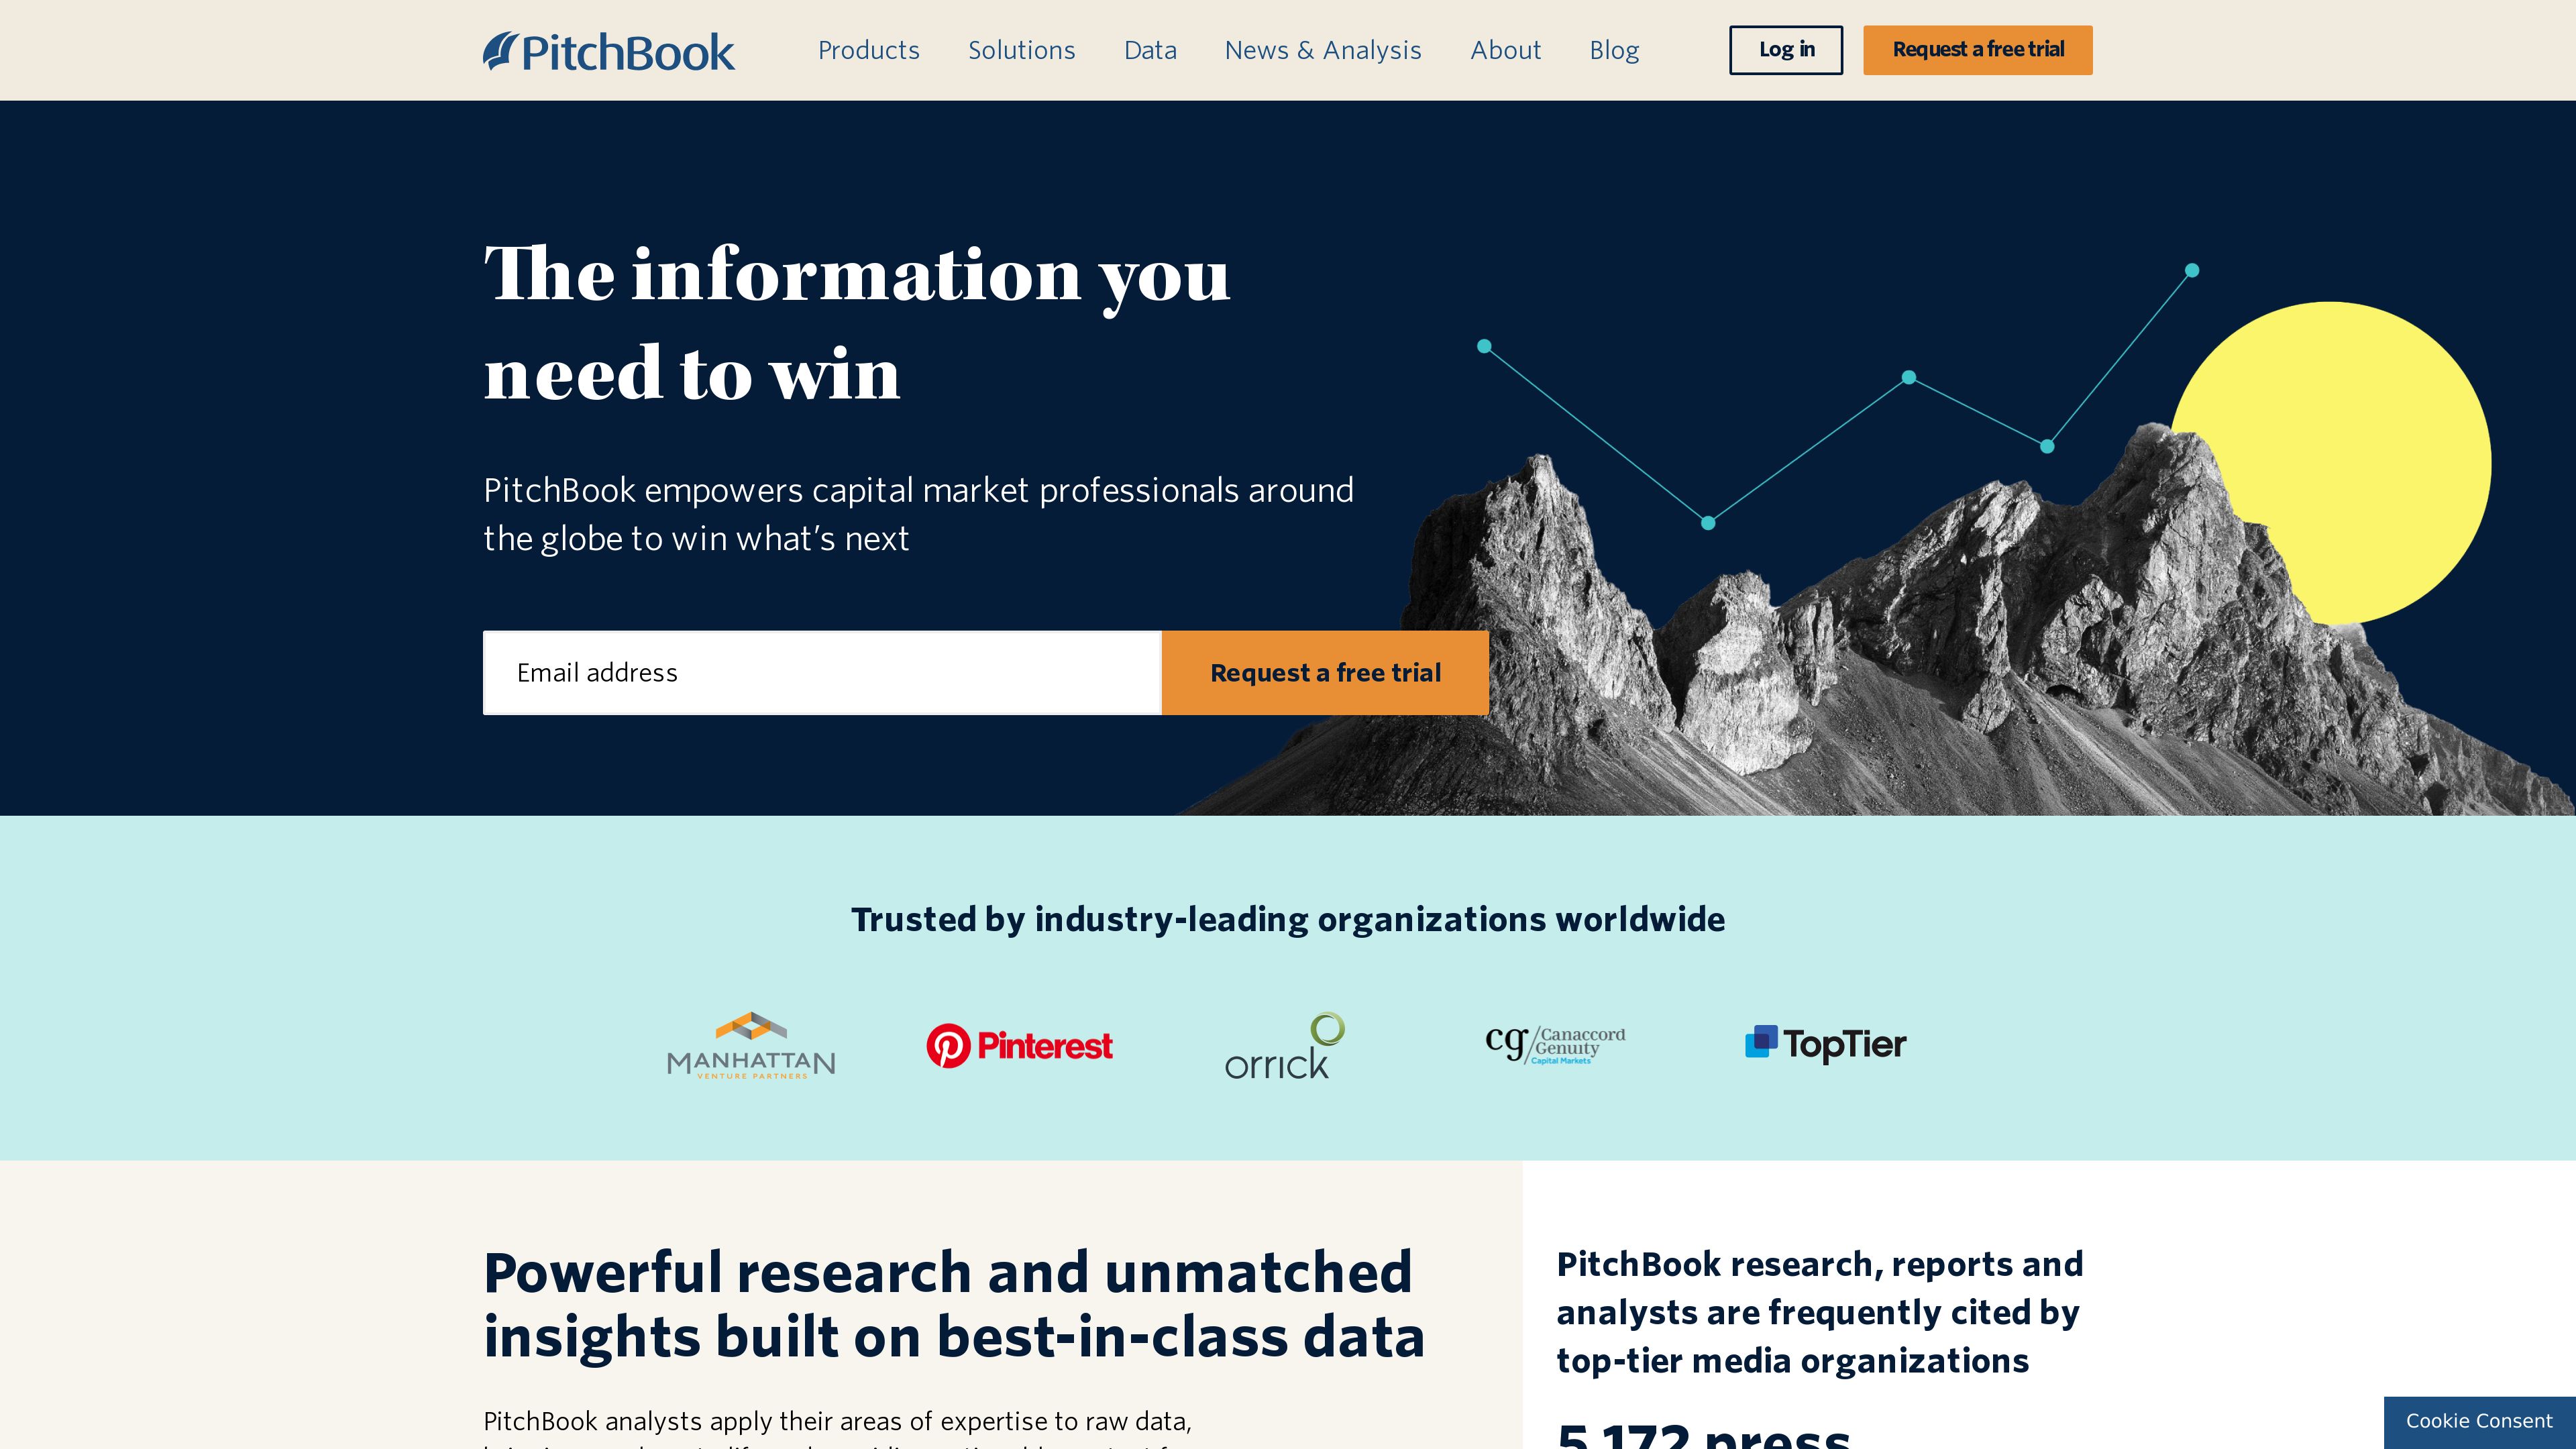 PitchBook
Products
Solutions
Data
News & Analysis
About
Blog
Log in
Request a free trial
The information you
need to win
PitchBook empowers capital market professionals around
the globe to win what’s next
Email address
Request a free trial
Trusted by industry-leading organizations worldwide
MANHATTAN
VENTURE PARTNERS
Pinterest
orrick
cg/Canaccord
Genuity
Capital Markets
TopTier
Powerful research and unmatched
insights built on best-in-class data
PitchBook analysts apply their areas of expertise to raw data,
PitchBook research, reports and
analysts are frequently cited by
top-tier media organizations
5,172 press
Cookie Consent